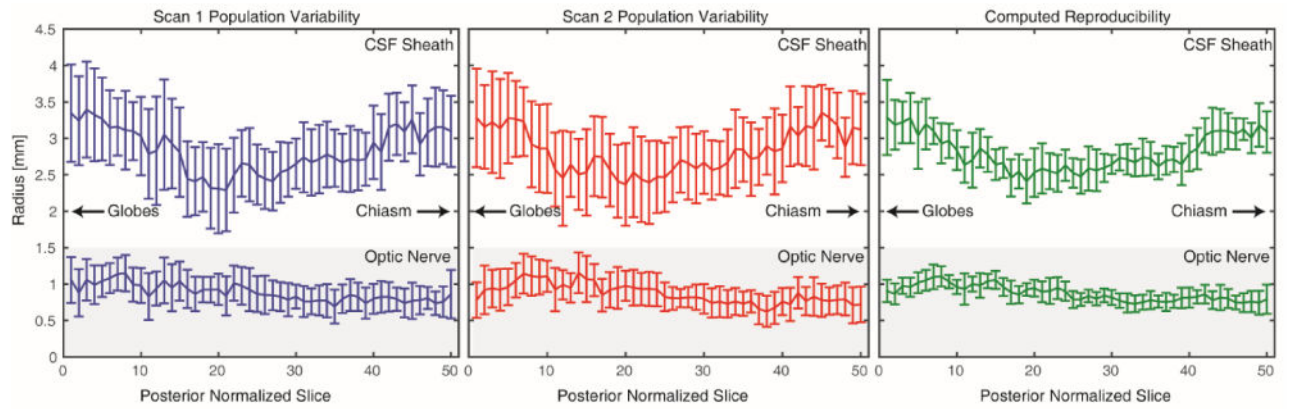 Scan 1 Population Variability
Scan 2 Population Variability
Computed Reproducibility
4.5
4
3.5
3
2.5
2
1.5
1
0.5
0
Radius [mm]
CSF Sheath
Globes
Chiasm
Optic Nerve
0 10 20 30 40 50
Posterior Normalized Slice
CSF Sheath
Globes
Chiasm
Optic Nerve
0 10 20 30 40 50
Posterior Normalized Slice
CSF Sheath
Globes
Chiasm
Optic Nerve
0 10 20 30 40 50
Posterior Normalized Slice